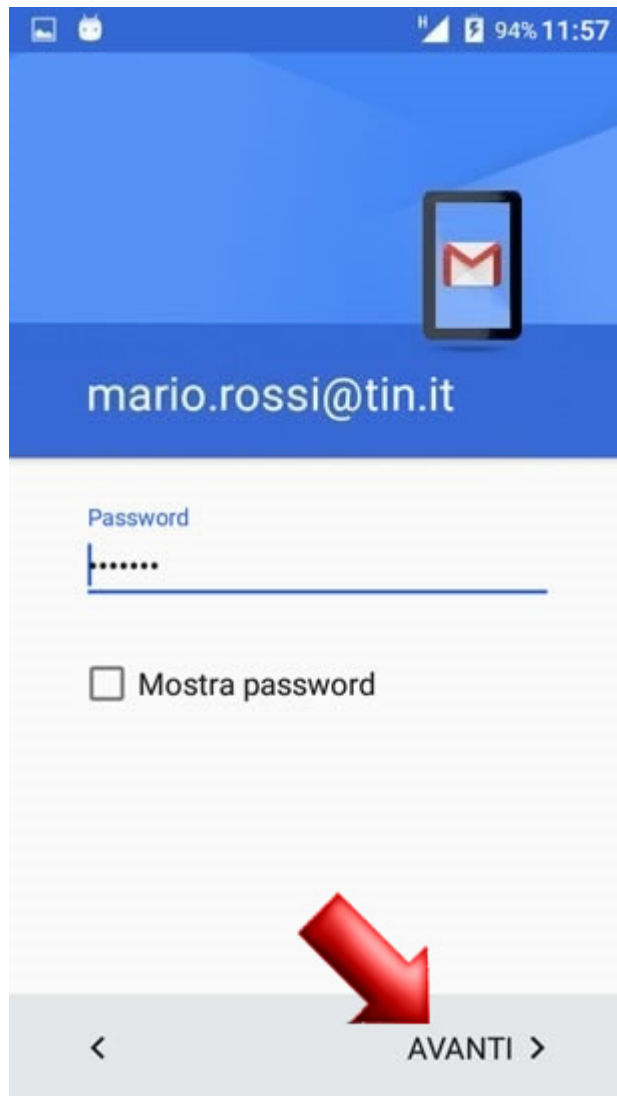 H 94% 11:57
mario.rossi@tin.it
Password
•••••••
Mostra password
< AVANTI >